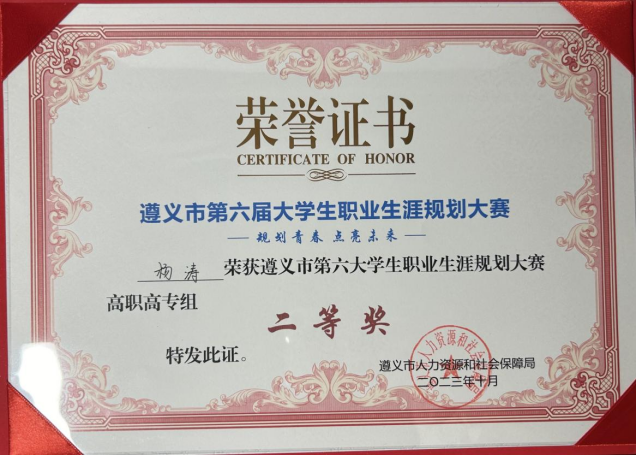 荣誉证书
CERTIFICATE OF HONOR
遵义市第六届大学生职业生涯规划大赛
规划青春 点亮未来
涛 荣获遵义市第六大学生职业生涯规划大赛
高职高专组
二等奖
特发此证。
遵义市人力资源和社会保障局
二〇二三年十月